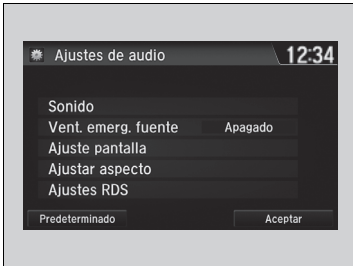 Ajustes de audio
12:34
Sonido
Vent. emerg. fuente Apagado
Ajuste pantalla
Ajustar aspecto
Ajustes RDS
Predeterminado Aceptar